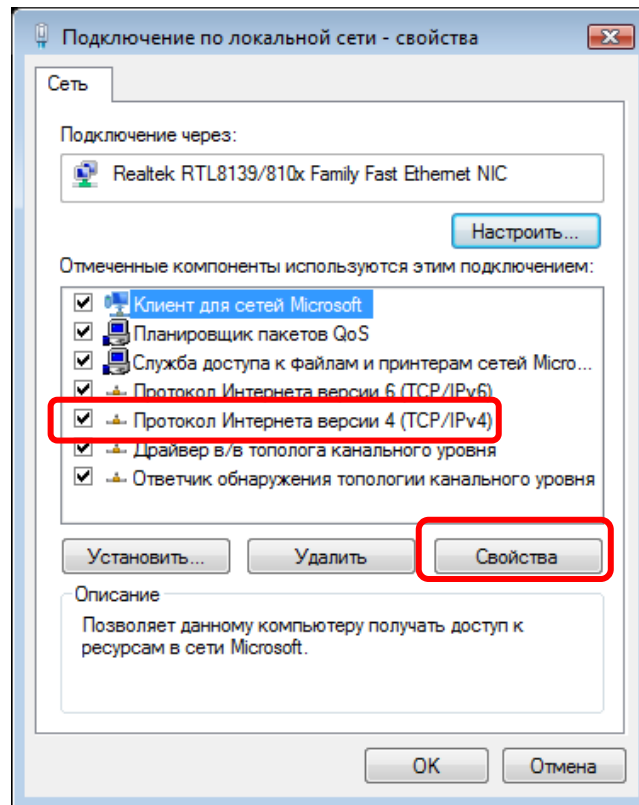 Подключение по локальной сети - свойства
Сеть
Подключение через:
Realtek RTL8139/810x Family Fast Ethernet NIC
Настроить...
Отмеченные компоненты используются этим подключением:
Клиент для сетей Microsoft
Планировщик пакетов QoS
Служба доступа к файлам и принтерам сетей Micro...
Протокол Интернета версии 6 (TCP/IPv6)
Протокол Интернета версии 4 (TCP/IPv4)
Драйвер в/в тополога канального уровня
Ответчик обнаружения топологии канального уровня
Установить...
Удалить
Свойства
Описание
Позволяет данному компьютеру получать доступ к
ресурсам в сети Microsoft.
OK
Отмена